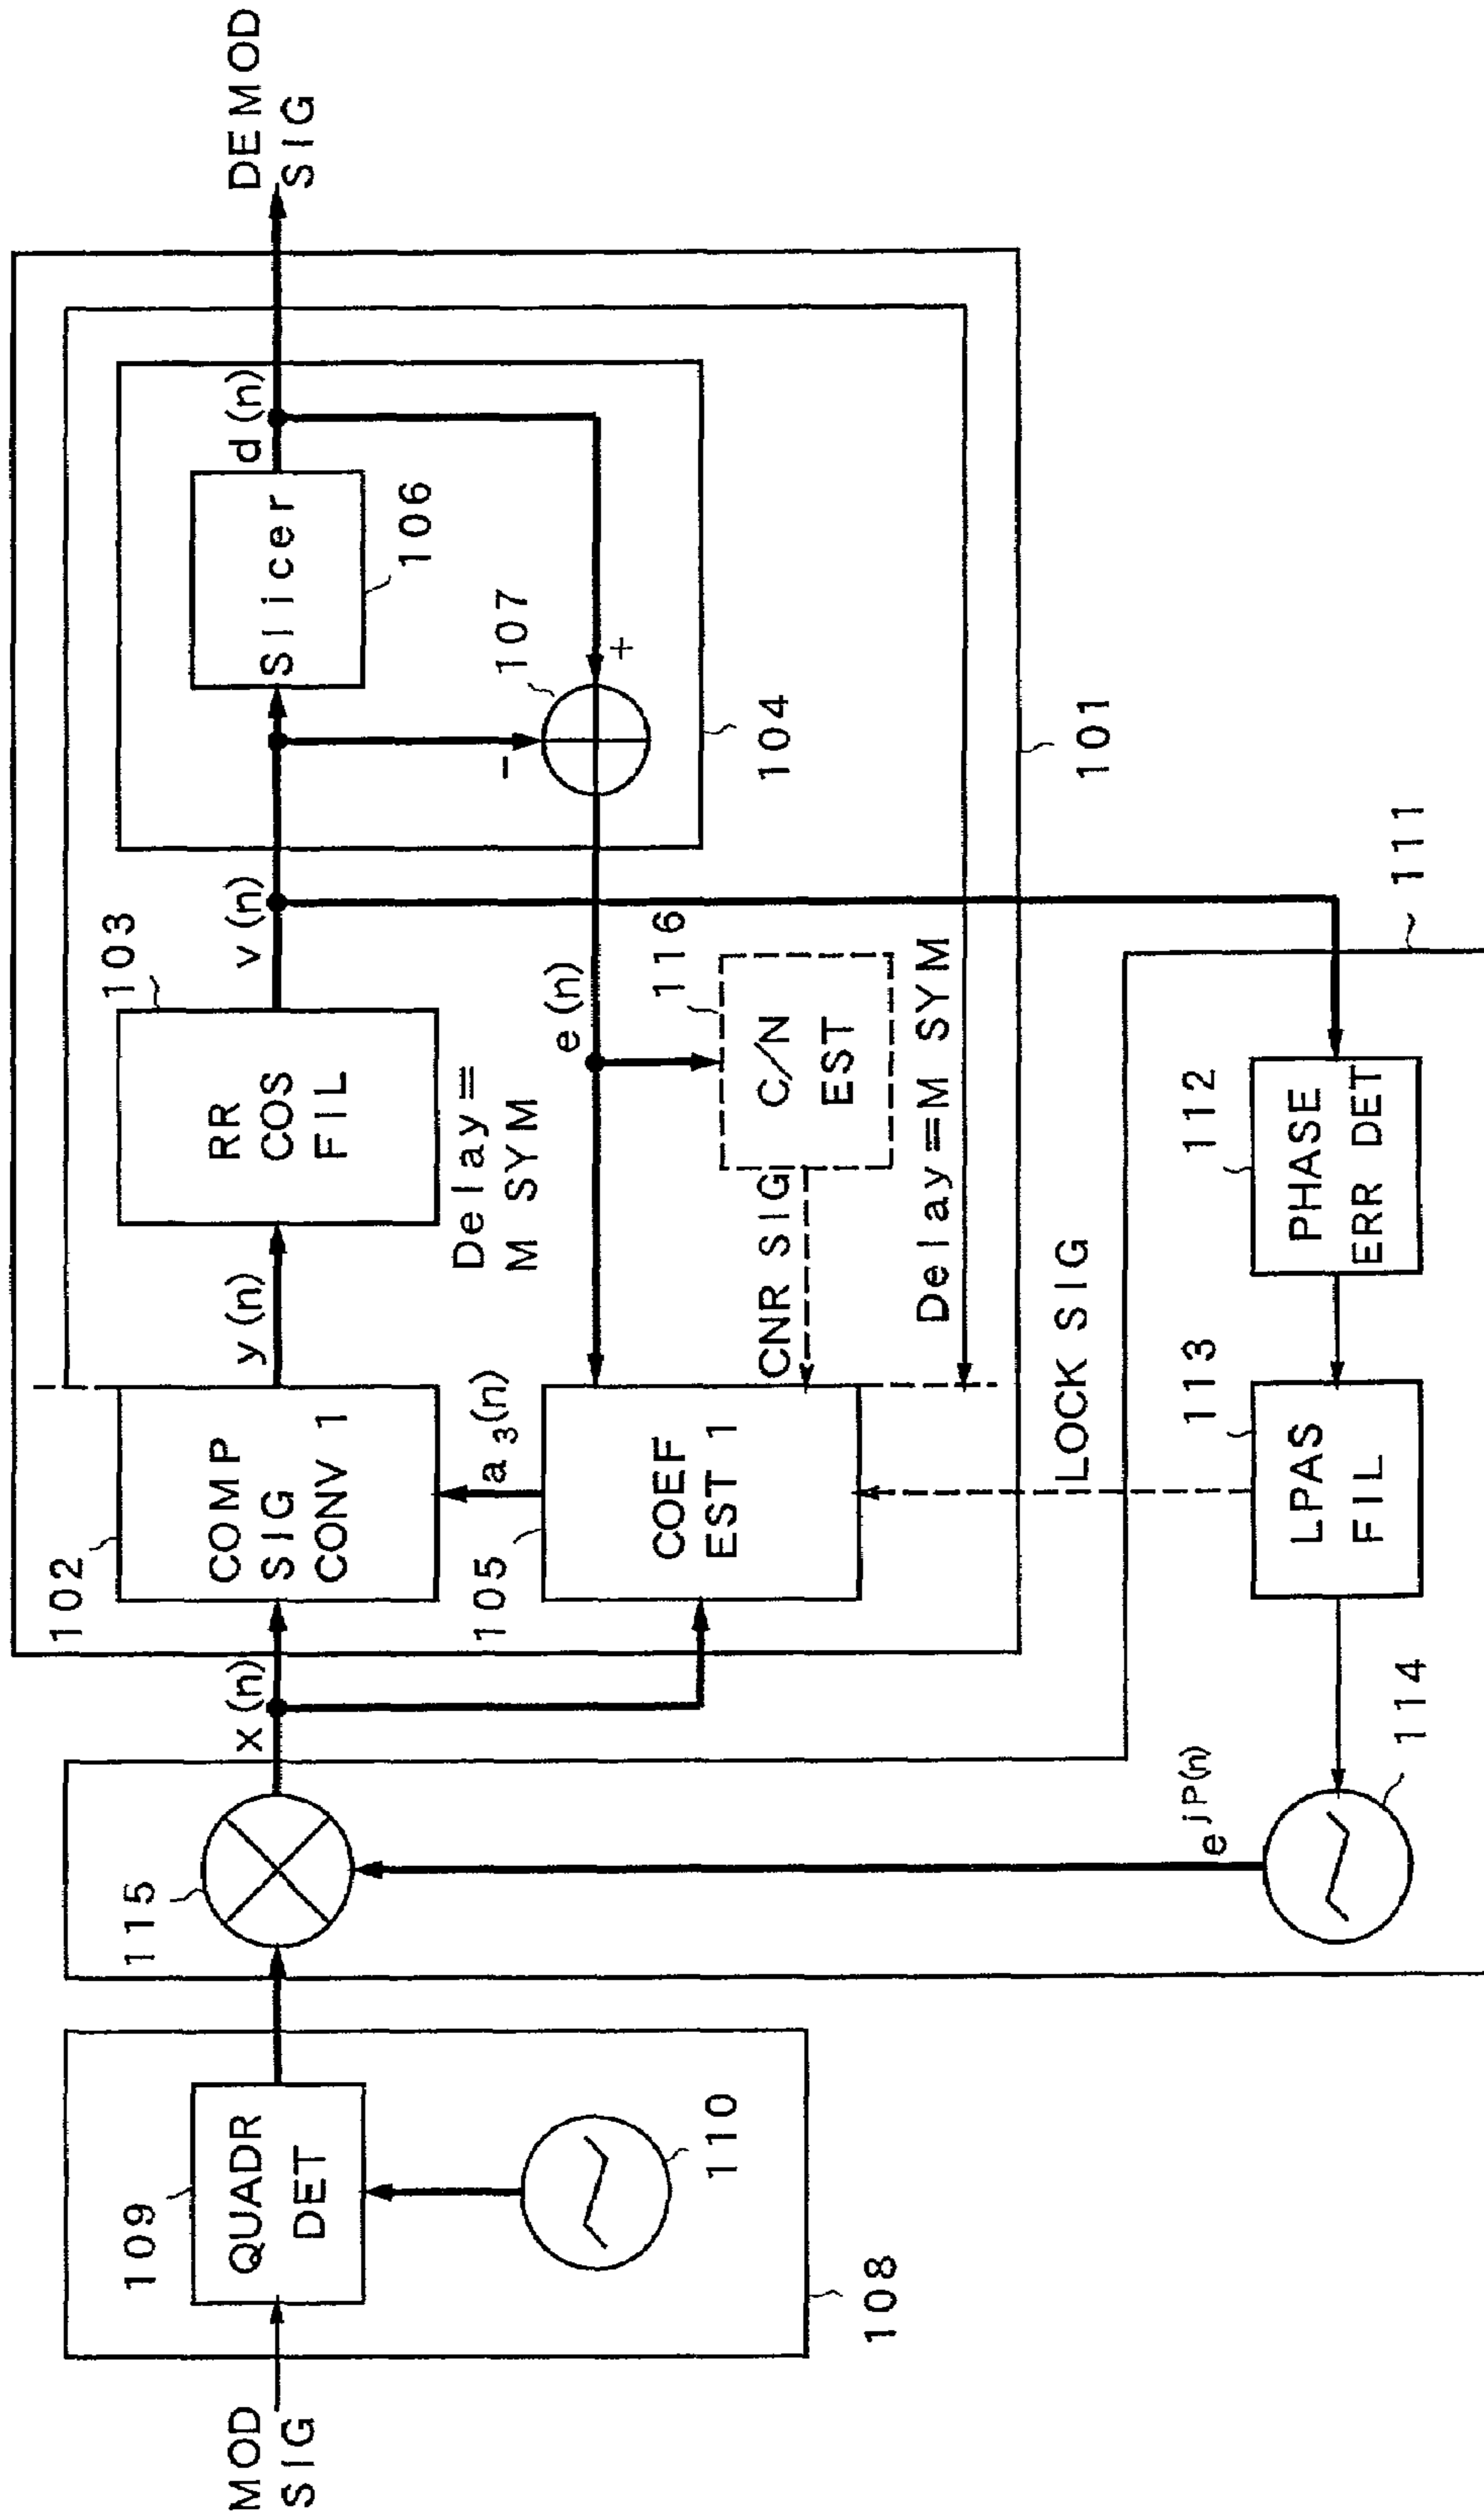 MOD
SIG
108
109
QUADR
DET
110
115
x(n)
e^{jP(n)}
114
102
COMP
SIG
CONV 1
105
COEF
EST 1
a₃(n)
y(n)
LOCK SIG
113
LPAS
FIL
103
RR
COS
FIL
Delay=
M SYM
CNR SIG
Delay=M SYM
112
PHASE
ERR DET
116
C/N
EST
e(n)
v(n)
111
101
104
107
-
+
Slicer
106
d(n)
DEMOD
SIG